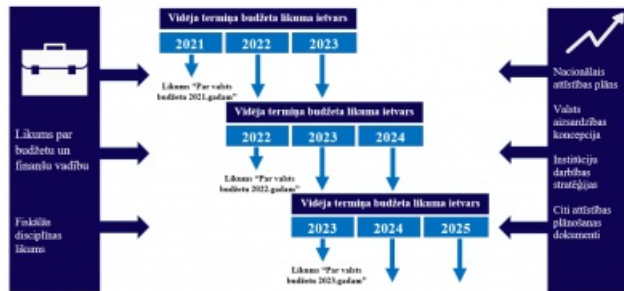 Vidēja termiņa budžeta likuma ietvars
2021
2022
2023
Likums "Par valsts
budžetu 2021.gadam"
Vidēja termiņa budžeta likuma ietvars
2022
2023
2024
Likums "Par valsts
budžetu 2022.gadam"
Vidēja termiņa budžeta likuma ietvars
2023
2024
2025
Likums "Par valsts
budžetu 2023.gadam"
Likums par
budžetu un
finanšu vadību
Fiskālās
disciplīnas
likums
Nacionālais
attīstības plāns
Valsts
aizsardzības
koncepcija
Institūciju
darbības
stratēģijas
Citi attīstības
plānošanas
dokumenti